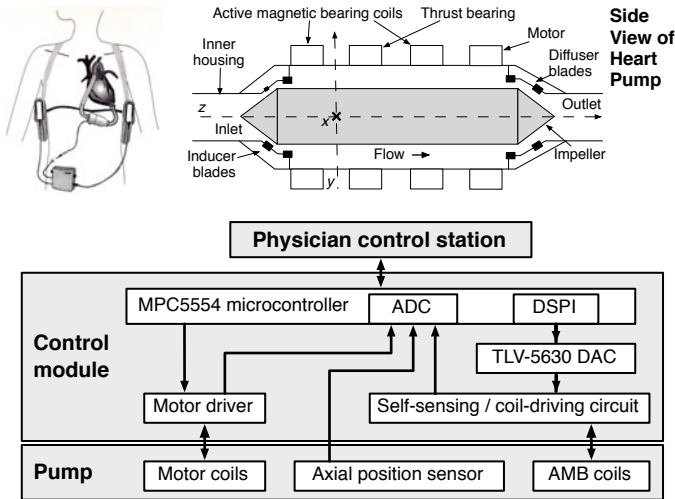 Active magnetic bearing coils
Thrust bearing
Side
View of
Heart
Pump
Inner
housing
Motor
Diffuser
blades
z
x
Outlet
Inlet
Inducer
blades
Flow
Impeller
y
Physician control station
MPC5554 microcontroller
ADC
DSPI
Control
module
TLV-5630 DAC
Motor driver
Self-sensing / coil-driving circuit
Pump
Motor coils
Axial position sensor
AMB coils